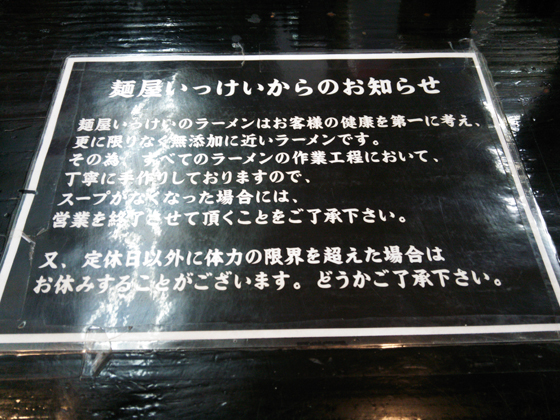 麺屋いっけいからのお知らせ
麺屋いっけいのラーメンはお客様の健康を第一に考え、
更に限りなく無添加に近いラーメンです。
その為、すべてのラーメンの作業工程において、
丁寧に手作りしておりますので、
スープがなくなった場合には、
営業を終了させて頂くことをご了承下さい。
又、定休日以外に体力の限界を超えた場合は
お休みすることがございます。どうかご了承下さい。